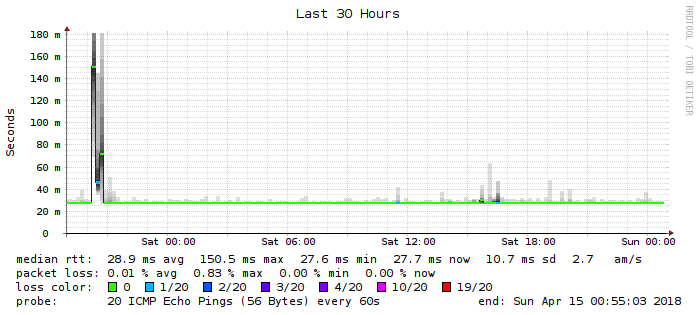 Last 30 Hours
RRDTOOL / TOBI OETIKER
Seconds
180 m
160 m
140 m
120 m
100 m
80 m
60 m
40 m
20 m
0
Sat 00:00 Sat 06:00 Sat 12:00 Sat 18:00 Sun 00:00
median rtt: 28.9 ms avg 150.5 ms max 27.6 ms min 27.7 ms now 10.7 ms sd 2.7 am/s
packet loss: 0.01 % avg 0.83 % max 0.00 % min 0.00 % now
loss color: 0 1/20 2/20 3/20 4/20 10/20 19/20
probe: 20 ICMP Echo Pings (56 Bytes) every 60s end: Sun Apr 15 00:55:03 2018